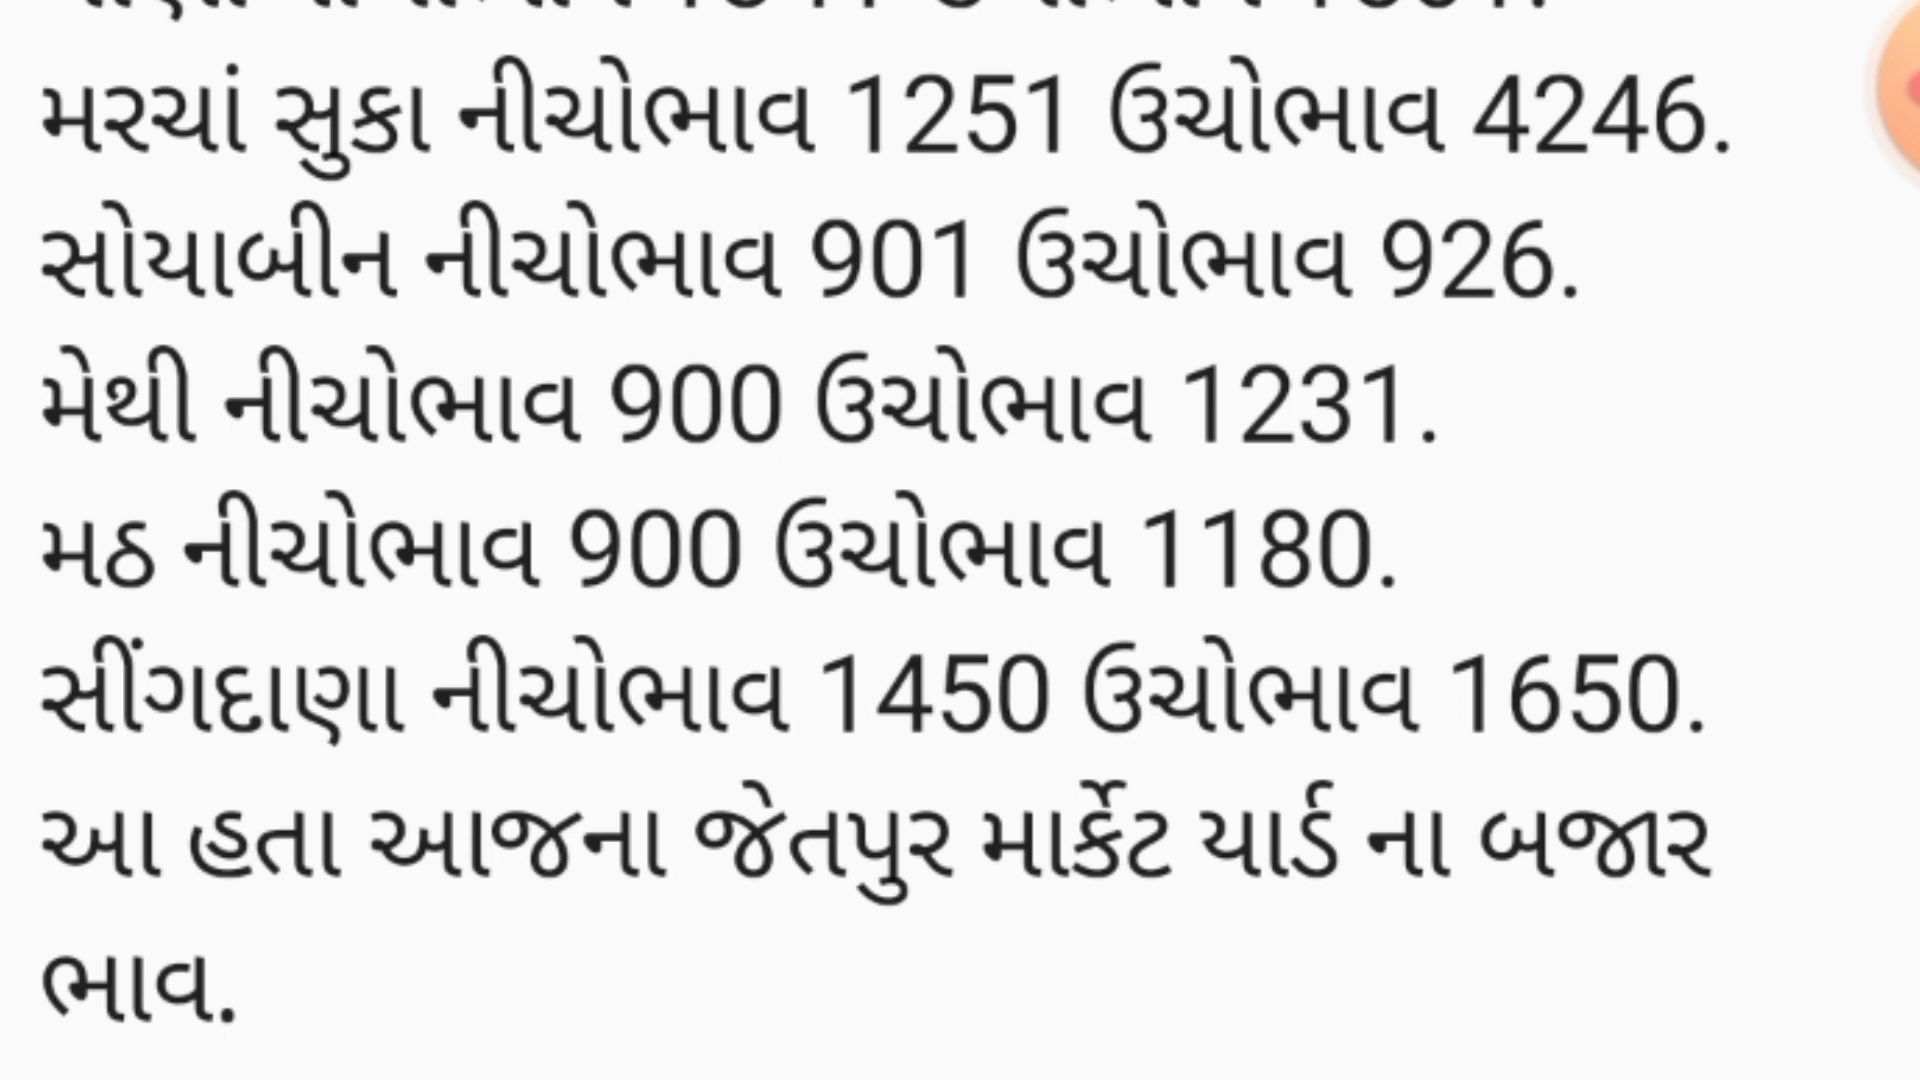 મરચાં સુકા નીચોભાવ 1251 ઉચોભાવ 4246.
સોયાબીન નીચોભાવ 901 ઉચોભાવ 926.
મેથી નીચોભાવ 900 ઉચોભાવ 1231.
મઠ નીચોભાવ 900 ઉચોભાવ 1180.
સીંગદાણા નીચોભાવ 1450 ઉચોભાવ 1650.
આ હતા આજના જેતપુર માર્કેટ યાર્ડ ના બજાર
ભાવ.